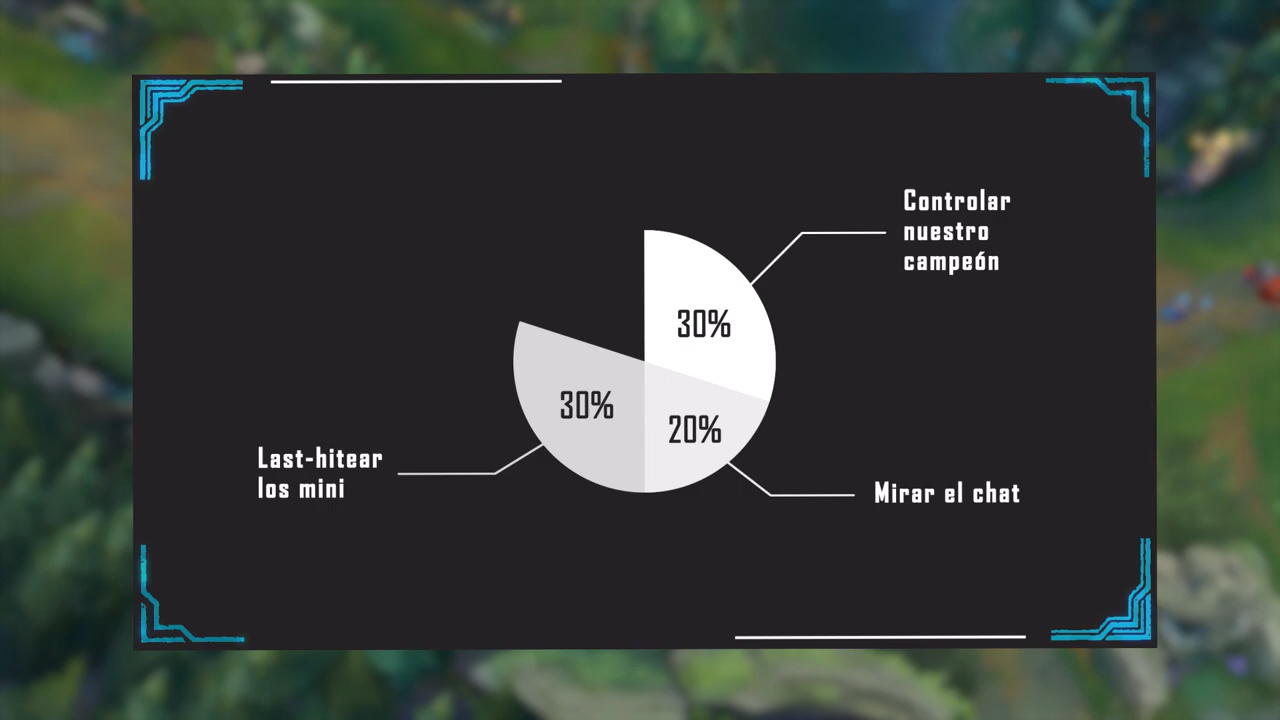 Controlar
nuestro
campeón
30%
30%
20%
Last-hitear
los mini
Mirar el chat